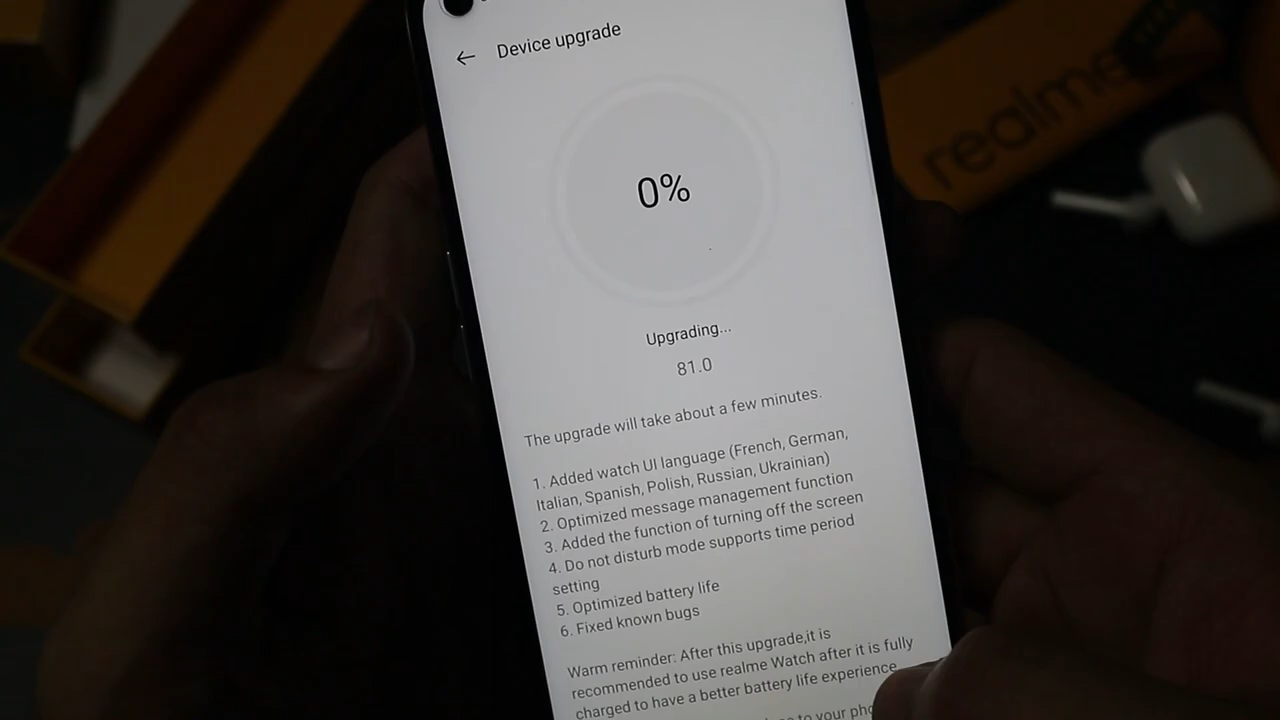 Device upgrade
realme
0%
Upgrading...
81.0
The upgrade will take about a few minutes.
1. Added watch UI language (French, German,
Italian, Spanish, Polish, Russian, Ukrainian)
2. Optimized message management function
3. Added the function of turning off the screen
4. Do not disturb mode supports time period
setting
5. Optimized battery life
6. Fixed known bugs
Warm reminder: After this upgrade,it is
recommended to use realme Watch after it is fully
charged to have a better battery life experience
to your